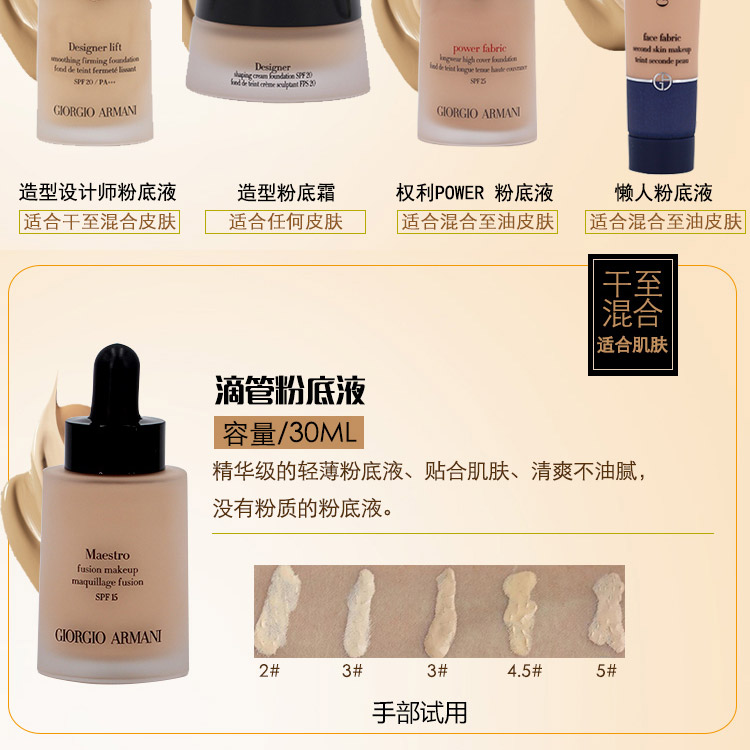 Designer lift
smoothing firming foundation
fond de teint fermeté lissant
SPF 20 / PA+++
GIORGIO ARMANI
Designer
shaping cream foundation SPF 20
fond de teint crème sculptant FPS 20
power fabric
longwear high cover foundation
fond de teint longue tenue haute couvrance
SPF 25
GIORGIO ARMANI
face fabric
second skin makeup
teint seconde peau
造型设计师粉底液
适合干至混合皮肤
造型粉底霜
适合任何皮肤
权利POWER 粉底液
适合混合至油皮肤
懒人粉底液
适合混合至油皮肤
干至
混合
适合肌肤
滴管粉底液
容量/30ML
精华级的轻薄粉底液、贴合肌肤、清爽不油腻，
没有粉质的粉底液。
Maestro
fusion makeup
maquillage fusion
SPF 15
GIORGIO ARMANI
2# 3# 3# 4.5# 5#
手部试用